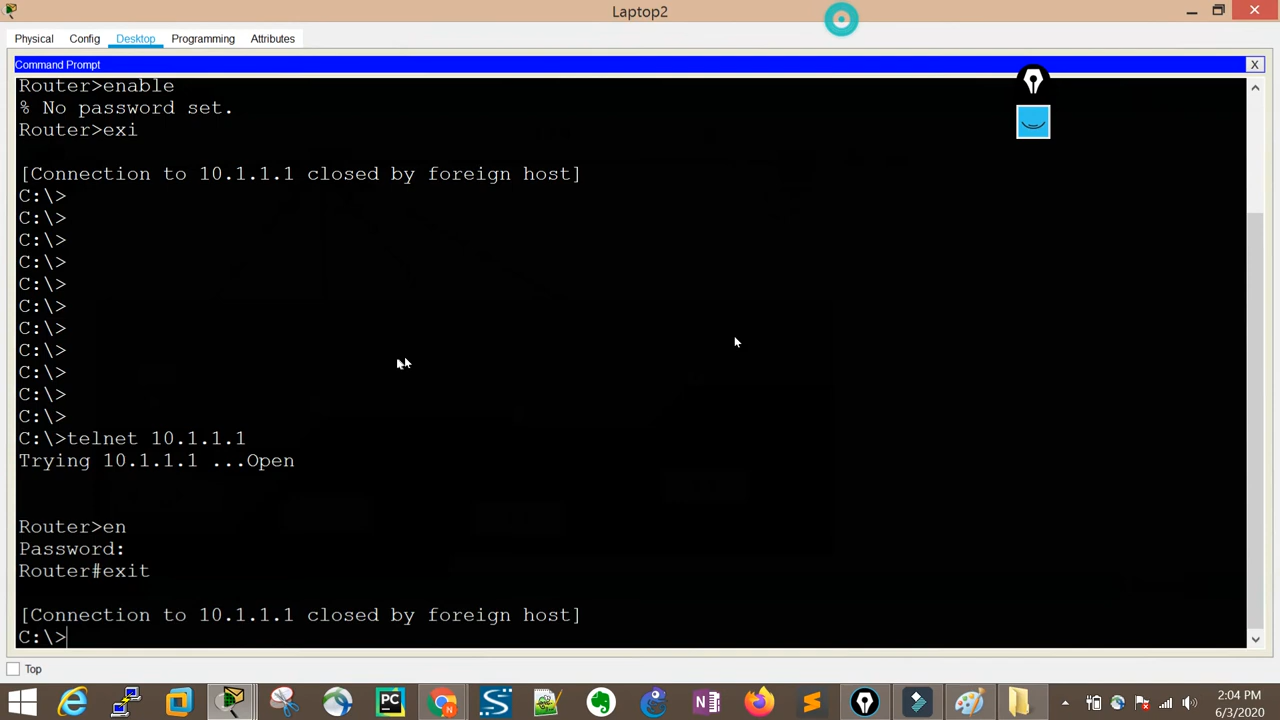 Laptop2
Physical Config Desktop Programming Attributes
Command Prompt X
Router>enable
% No password set.
Router>exi
[Connection to 10.1.1.1 closed by foreign host]
C:\>
C:\>
C:\>
C:\>
C:\>
C:\>
C:\>
C:\>
C:\>
C:\>
C:\>
C:\>telnet 10.1.1.1
Trying 10.1.1.1 ...Open
Router>en
Password:
Router#exit
[Connection to 10.1.1.1 closed by foreign host]
C:\>
Top
2:04 PM
6/3/2020